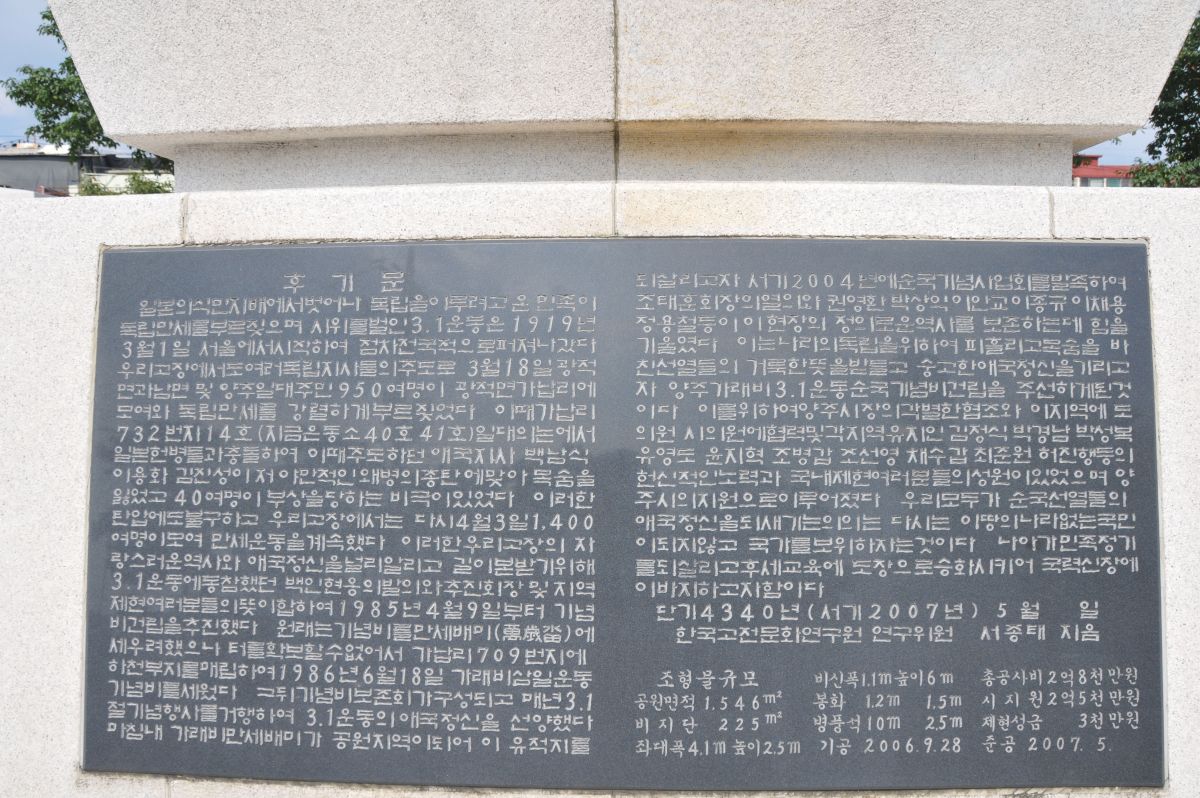 후 기 문
일본의식민지배에서벗어나 독립을이루려고온 민족이
독립만세를부르짖으며 시위를벌인3.1운동은 1919년
3월1일 서울에서시작하여 점차전국적으로퍼져나갔다
우리고장에서도여러독립지사들의주도로 3월18일 광적
면과남면 및 양주일대주민950여명이 광적면가납리에
모여와 독립만세를 강렬하게부르짖었다 이때가납리
732번지14호(지금은동소40호 41호)일대의논에서
일본헌병들과충돌하여 이때주도하던 애국지사 백남식
이용화 김진성이저 야만적인왜병의총탄에맞아 목숨을
잃었고 40여명이 부상을당하는 비극이있었다 이러한
탄압에도불구하고 우리고장에서는 다시4월3일1.400
여명이모여 만세운동을계속했다 이러한우리고장의 자
랑스러운역사와 애국정신을널리알리고 길이본받기위해
3.1운동에동참했던 백인현옹의발의와추진회장 및 지역
제현여러분들의뜻이합하여1985년4월9일부터 기념
비건립을추진했다 원래는기념비를만세배미(萬歲畓)에
세우려했으나 터를확보할수없어서 가납리709번지에
하천부지를매립하여1986년6월18일 가래비삼일운동
기념비를세웠다 그뒤기념비보존회가구성되고 매년3.1
절기념행사를거행하여 3.1운동의애국정신을 선양했다
마침내 가래비만세배미가 공원지역이되어 이 유적지를
되살리고자 서기2004년에순국기념사업회를발족하여
조태훈회장의열의와 권영환 박상익이안교이종규이재용
정용철등이이현장의 정의로운역사를 보존하는데 힘을
기울였다 이는나라의독립을위하여 피흘리고목숨을 바
친선열들의 거룩한뜻을받들고 숭고한애국정신을기리고
자 양주가래비3.1운동순국기념비건립을 주선하게된것
이다 이를위하여양주시장의각별한협조와 이지역에 도
의원 시의원에협력및각지역유지인 김정식 박경남 박성복
유영도 윤지혁 조병갑 조선영 채수갑 최준원 허진행등의
헌신적인노력과 국내제현여러분들의성원이있었으며 양
주시의지원으로이루어졌다 우리모두가 순국선열들의
애국정신을되새기는의의는 다시는 이땅의나라없는국민
이되지않고 국가를보위하자는것이다 나아가민족정기
를되살리고후세교육에 도장으로승화시키어 국력신장에
이바지하고자함이다
단기4340년(서기2007년) 5월 일
한국고전문화연구원 연구위원 서종태 지음
조형물규모 비신폭1.1m높이6m 총공사비2억8천만원
공원면적 1.546m² 봉화 1.2m 1.5m 시 지 원2억5천만원
비지단 225m² 병풍석10m 2.5m 제현성금 3천만원
좌대폭4.1m높이2.5m 기공 2006.9.28 준공 2007. 5.